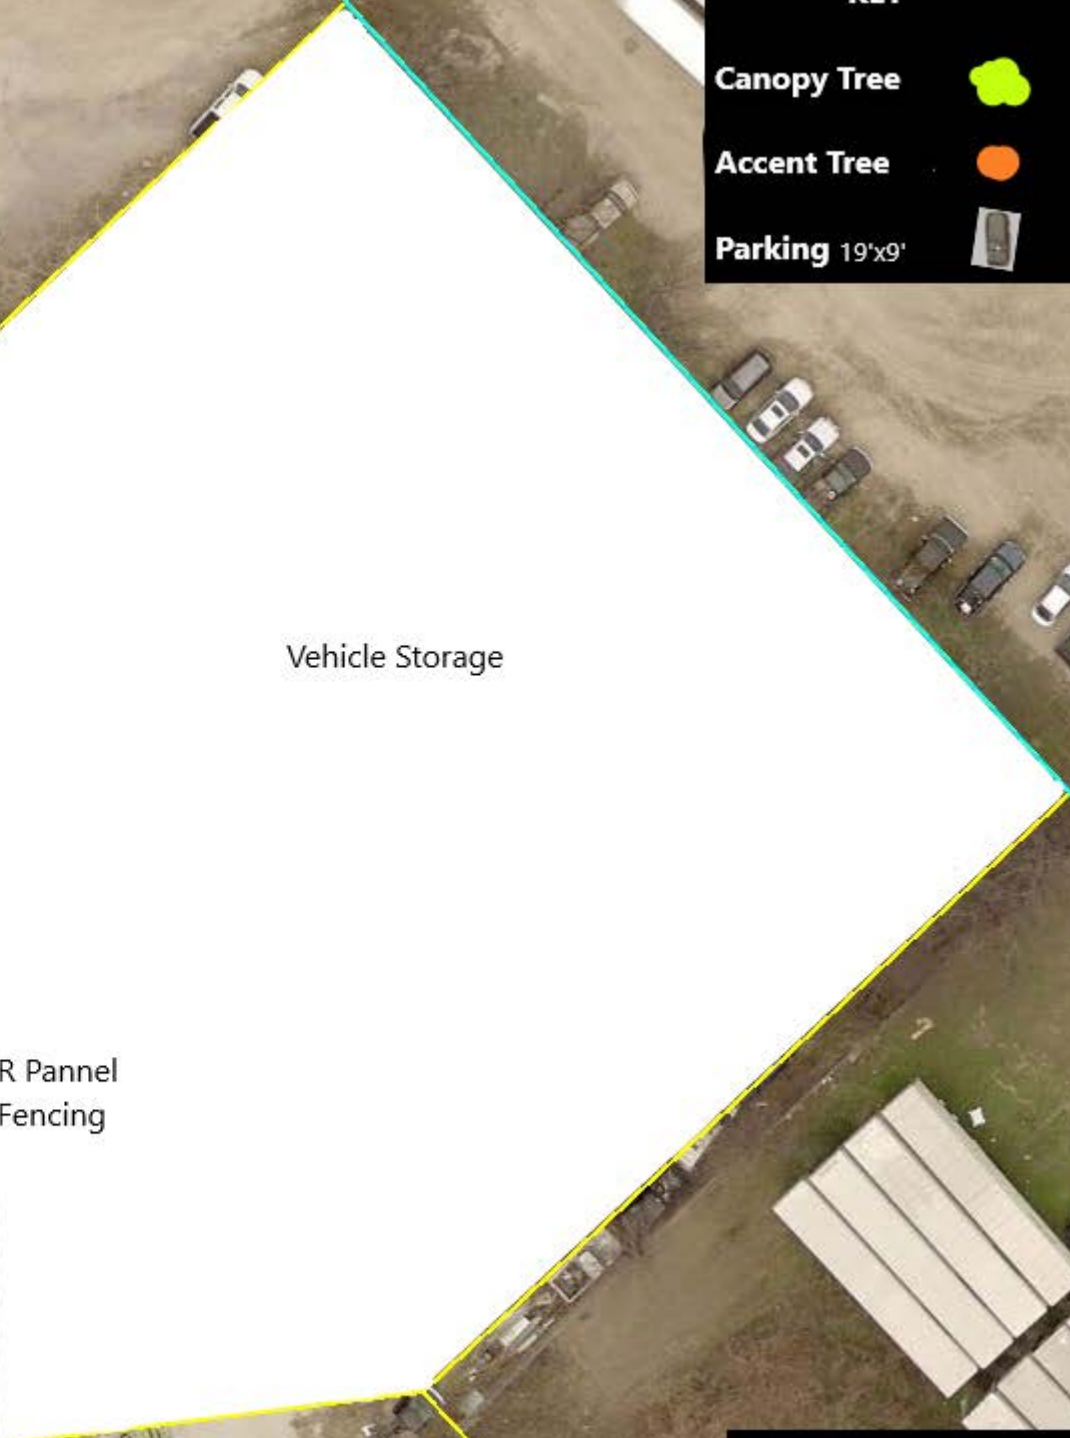 Canopy Tree
Accent Tree
Parking 19'x9'
Vehicle Storage
R Pannel
Fencing